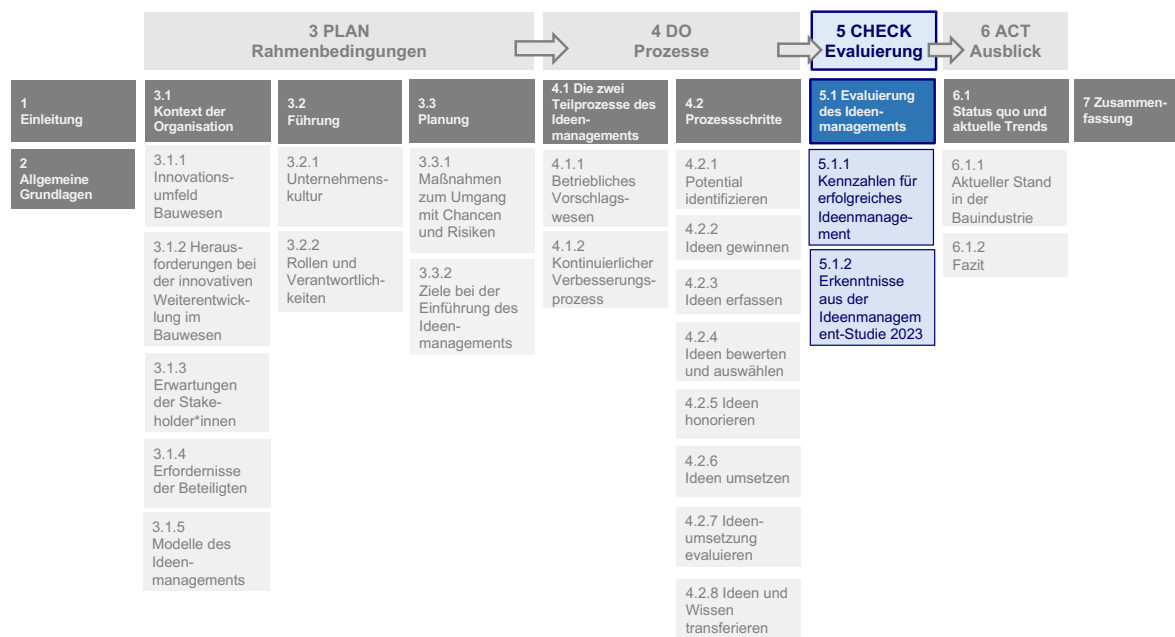 3 PLAN
Rahmenbedingungen
4 DO
Prozesse
5 CHECK
Evaluierung
6 ACT
Ausblick
1
Einleitung
2
Allgemeine
Grundlagen
3.1
Kontext der
Organisation
3.1.1
Innovations-
umfeld
Bauwesen
3.1.2 Heraus-
forderungen bei
der innovativen
Weiterentwick-
lung im
Bauwesen
3.1.3
Erwartungen
der Stake-
holder*innen
3.1.4
Erfordernisse
der Beteiligten
3.1.5
Modelle des
Ideen-
managements
3.2
Führung
3.2.1
Unternehmens-
kultur
3.2.2
Rollen und
Verantwortlich-
keiten
3.3
Planung
3.3.1
Maßnahmen
zum Umgang
mit Chancen
und Risiken
3.3.2
Ziele bei der
Einführung des
Ideen-
managements
4.1 Die zwei
Teilprozesse des
Ideen-
managements
4.1.1
Betriebliches
Vorschlags-
wesen
4.1.2
Kontinuierlicher
Verbesserungs-
prozess
4.2
Prozessschritte
4.2.1
Potential
identifizieren
4.2.2
Ideen gewinnen
4.2.3
Ideen erfassen
4.2.4
Ideen bewerten
und auswählen
4.2.5 Ideen
honorieren
4.2.6
Ideen umsetzen
4.2.7 Ideen-
umsetzung
evaluieren
4.2.8 Ideen und
Wissen
transferieren
5.1 Evaluierung
des Ideen-
managements
5.1.1
Kennzahlen für
erfolgreiches
Ideenmanage-
ment
5.1.2
Erkenntnisse
aus der
Ideenmanagem
ent-Studie 2023
6.1
Status quo und
aktuelle Trends
6.1.1
Aktueller Stand
in der
Bauindustrie
6.1.2
Fazit
7 Zusammen-
fassung